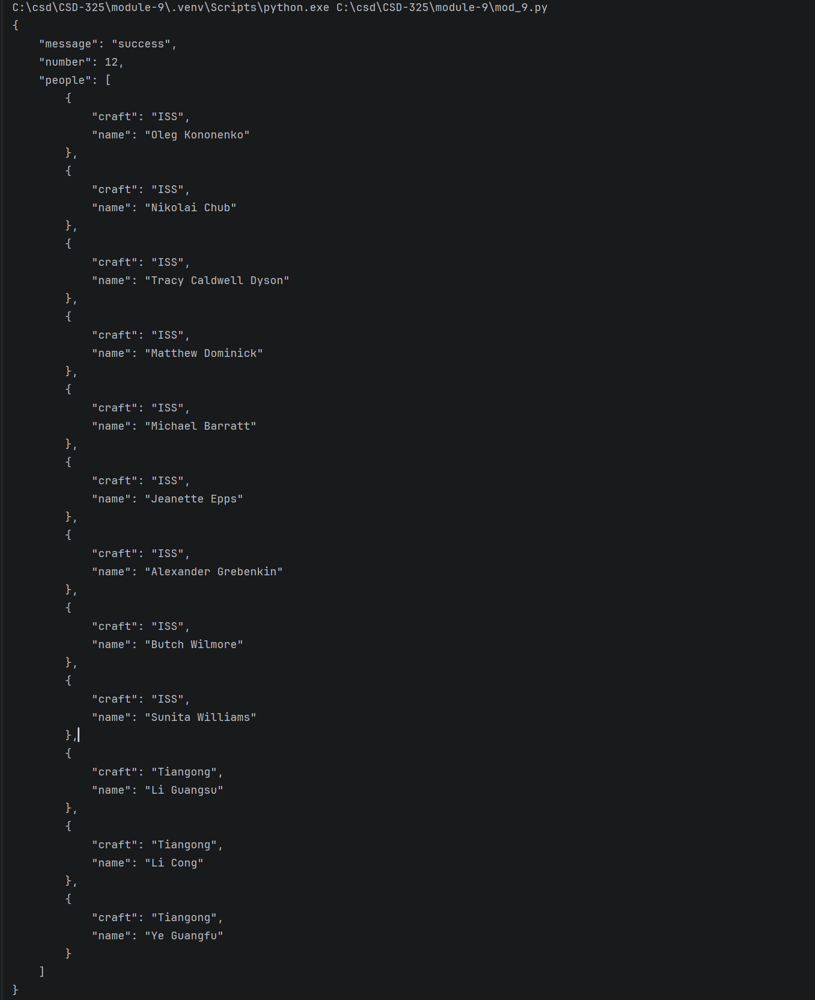 C:\csd\CSD-325\module-9\.venv\Scripts\python.exe C:\csd\CSD-325\module-9\mod_9.py
{
    "message": "success",
    "number": 12,
    "people": [
        {
            "craft": "ISS",
            "name": "Oleg Kononenko"
        },
        {
            "craft": "ISS",
            "name": "Nikolai Chub"
        },
        {
            "craft": "ISS",
            "name": "Tracy Caldwell Dyson"
        },
        {
            "craft": "ISS",
            "name": "Matthew Dominick"
        },
        {
            "craft": "ISS",
            "name": "Michael Barratt"
        },
        {
            "craft": "ISS",
            "name": "Jeanette Epps"
        },
        {
            "craft": "ISS",
            "name": "Alexander Grebenkin"
        },
        {
            "craft": "ISS",
            "name": "Butch Wilmore"
        },
        {
            "craft": "ISS",
            "name": "Sunita Williams"
        },
        {
            "craft": "Tiangong",
            "name": "Li Guangsu"
        },
        {
            "craft": "Tiangong",
            "name": "Li Cong"
        },
        {
            "craft": "Tiangong",
            "name": "Ye Guangfu"
        }
    ]
}